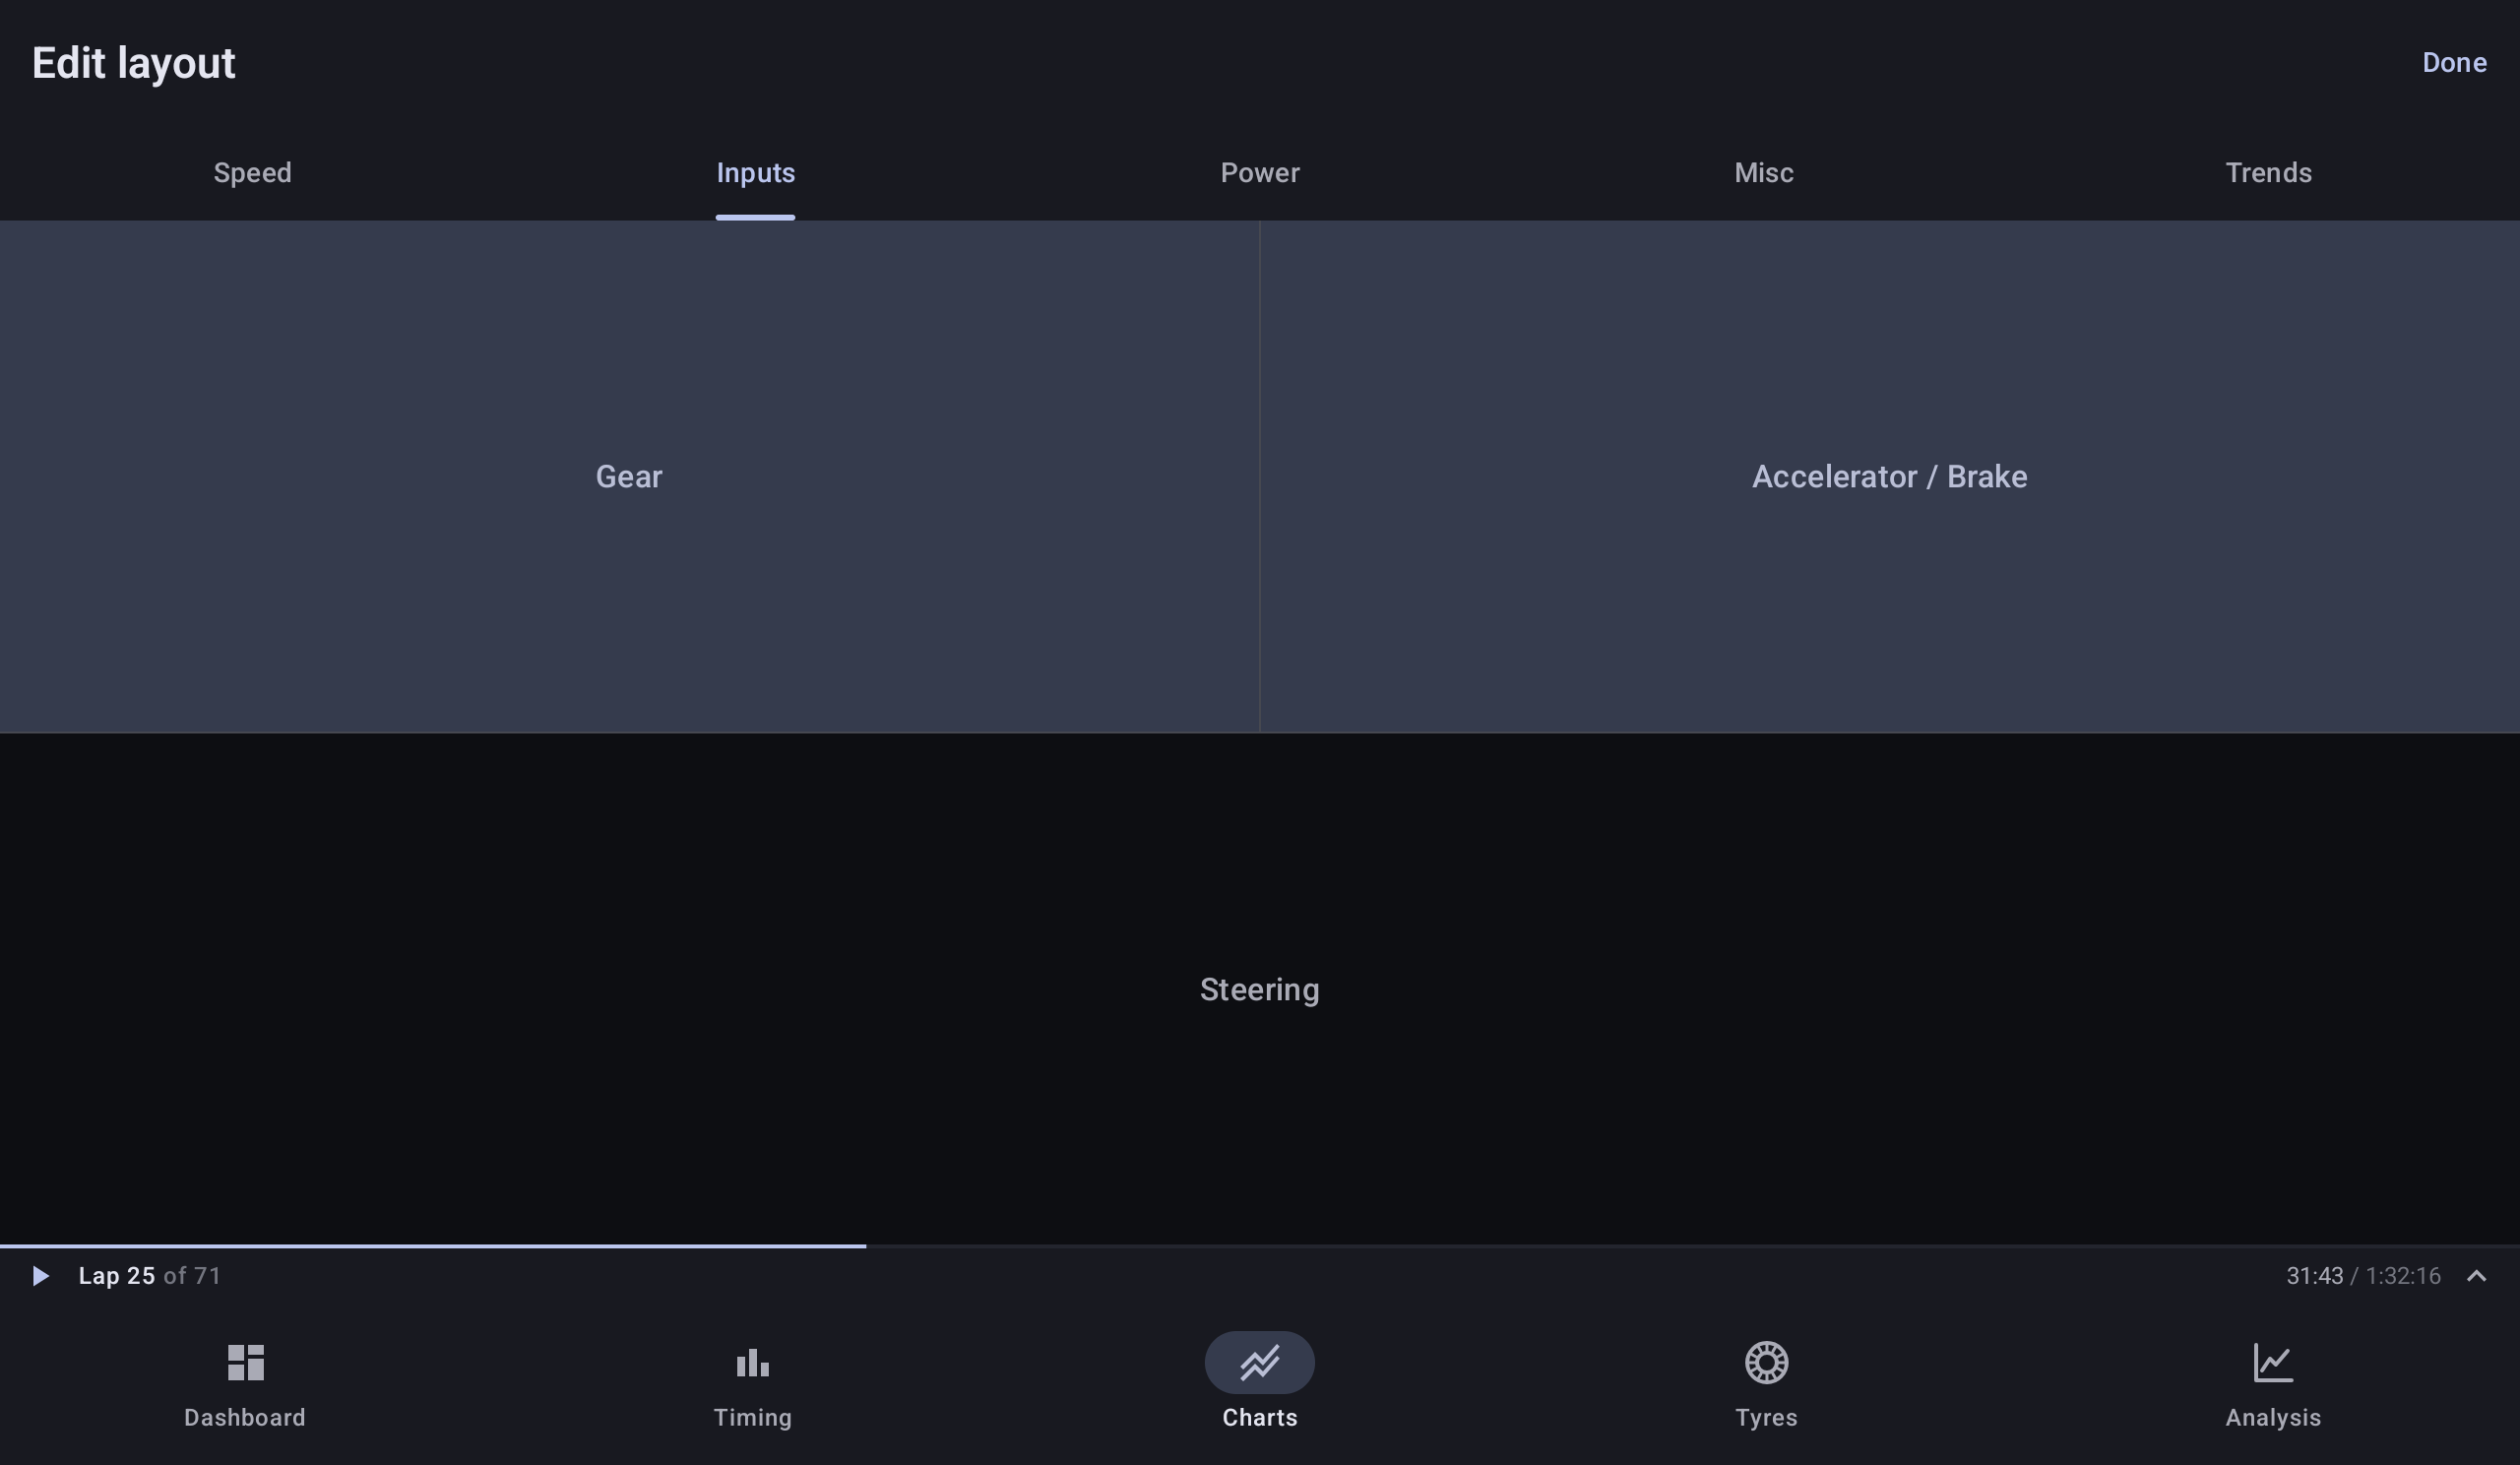 Edit layout
Done
Speed
Inputs
Power
Misc
Trends
Gear
Accelerator / Brake
Steering
Lap 25 of 71
31:43 / 1:32:16
Dashboard
Timing
Charts
Tyres
Analysis